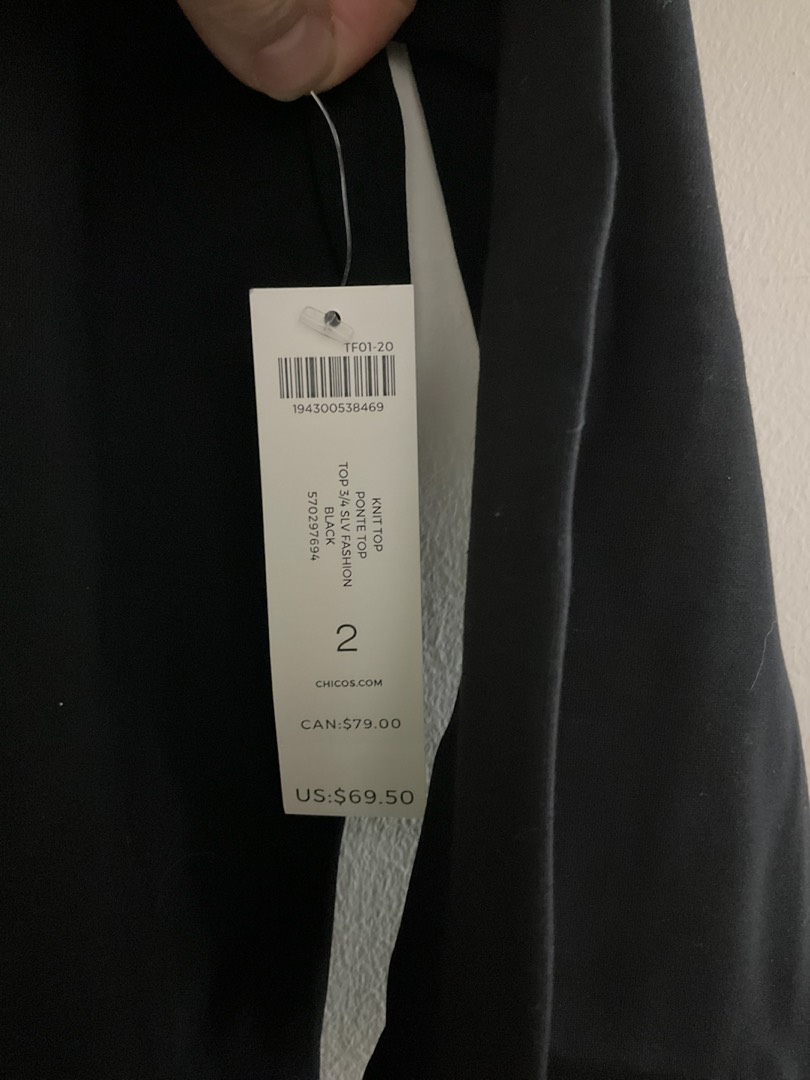 TF01-20
194300538469
KNIT TOP
PONTE TOP
TOP 3/4 SLV FASHION
BLACK
570297694
2
CHICOS.COM
CAN:$79.00
US:$69.50